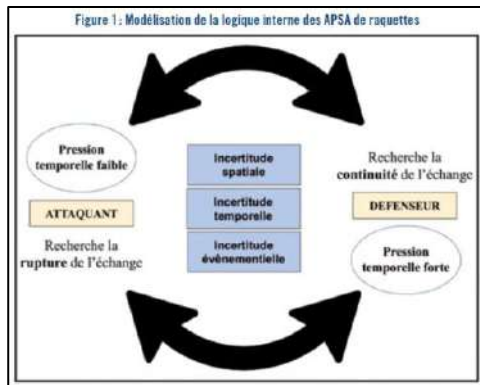 Figure 1 : Modélisation de la logique interne des APSA de raquettes
Pression
temporelle faible
ATTAQUANT
Recherche la
rupture de l'échange
Incertitude
spatiale
Incertitude
temporelle
Incertitude
évènementielle
Recherche la
continuité de l'échange
DEFENSEUR
Pression
temporelle forte